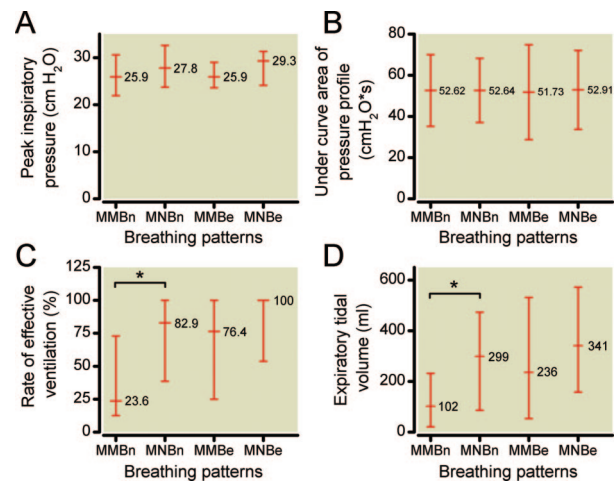 A
Peak inspiratory
pressure (cm H₂O)
30
20
10
0
25.9
27.8
25.9
29.3
MMBn MNBn MMBe MNBe
Breathing patterns
B
Under curve area of
pressure profile
(cmH₂O*s)
80
60
40
20
0
52.62
52.64
51.73
52.91
MMBn MNBn MMBe MNBe
Breathing patterns
C
Rate of effective
ventilation (%)
125
100
75
50
25
0
*
23.6
82.9
76.4
100
MMBn MNBn MMBe MNBe
Breathing patterns
D
Expiratory tidal
volume (ml)
600
400
200
0
*
102
299
236
341
MMBn MNBn MMBe MNBe
Breathing patterns